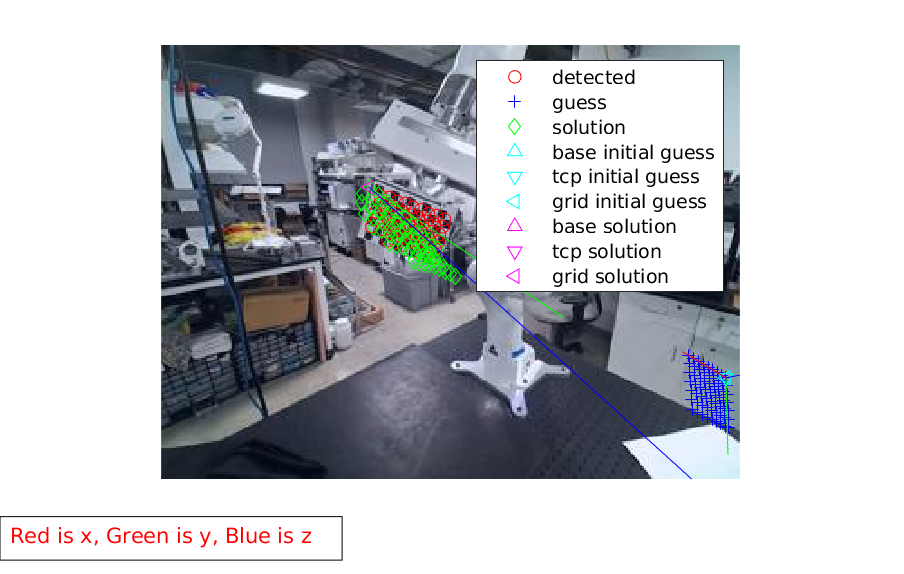 detected
guess
solution
base initial guess
tcp initial guess
grid initial guess
base solution
tcp solution
grid solution
Red is x, Green is y, Blue is z